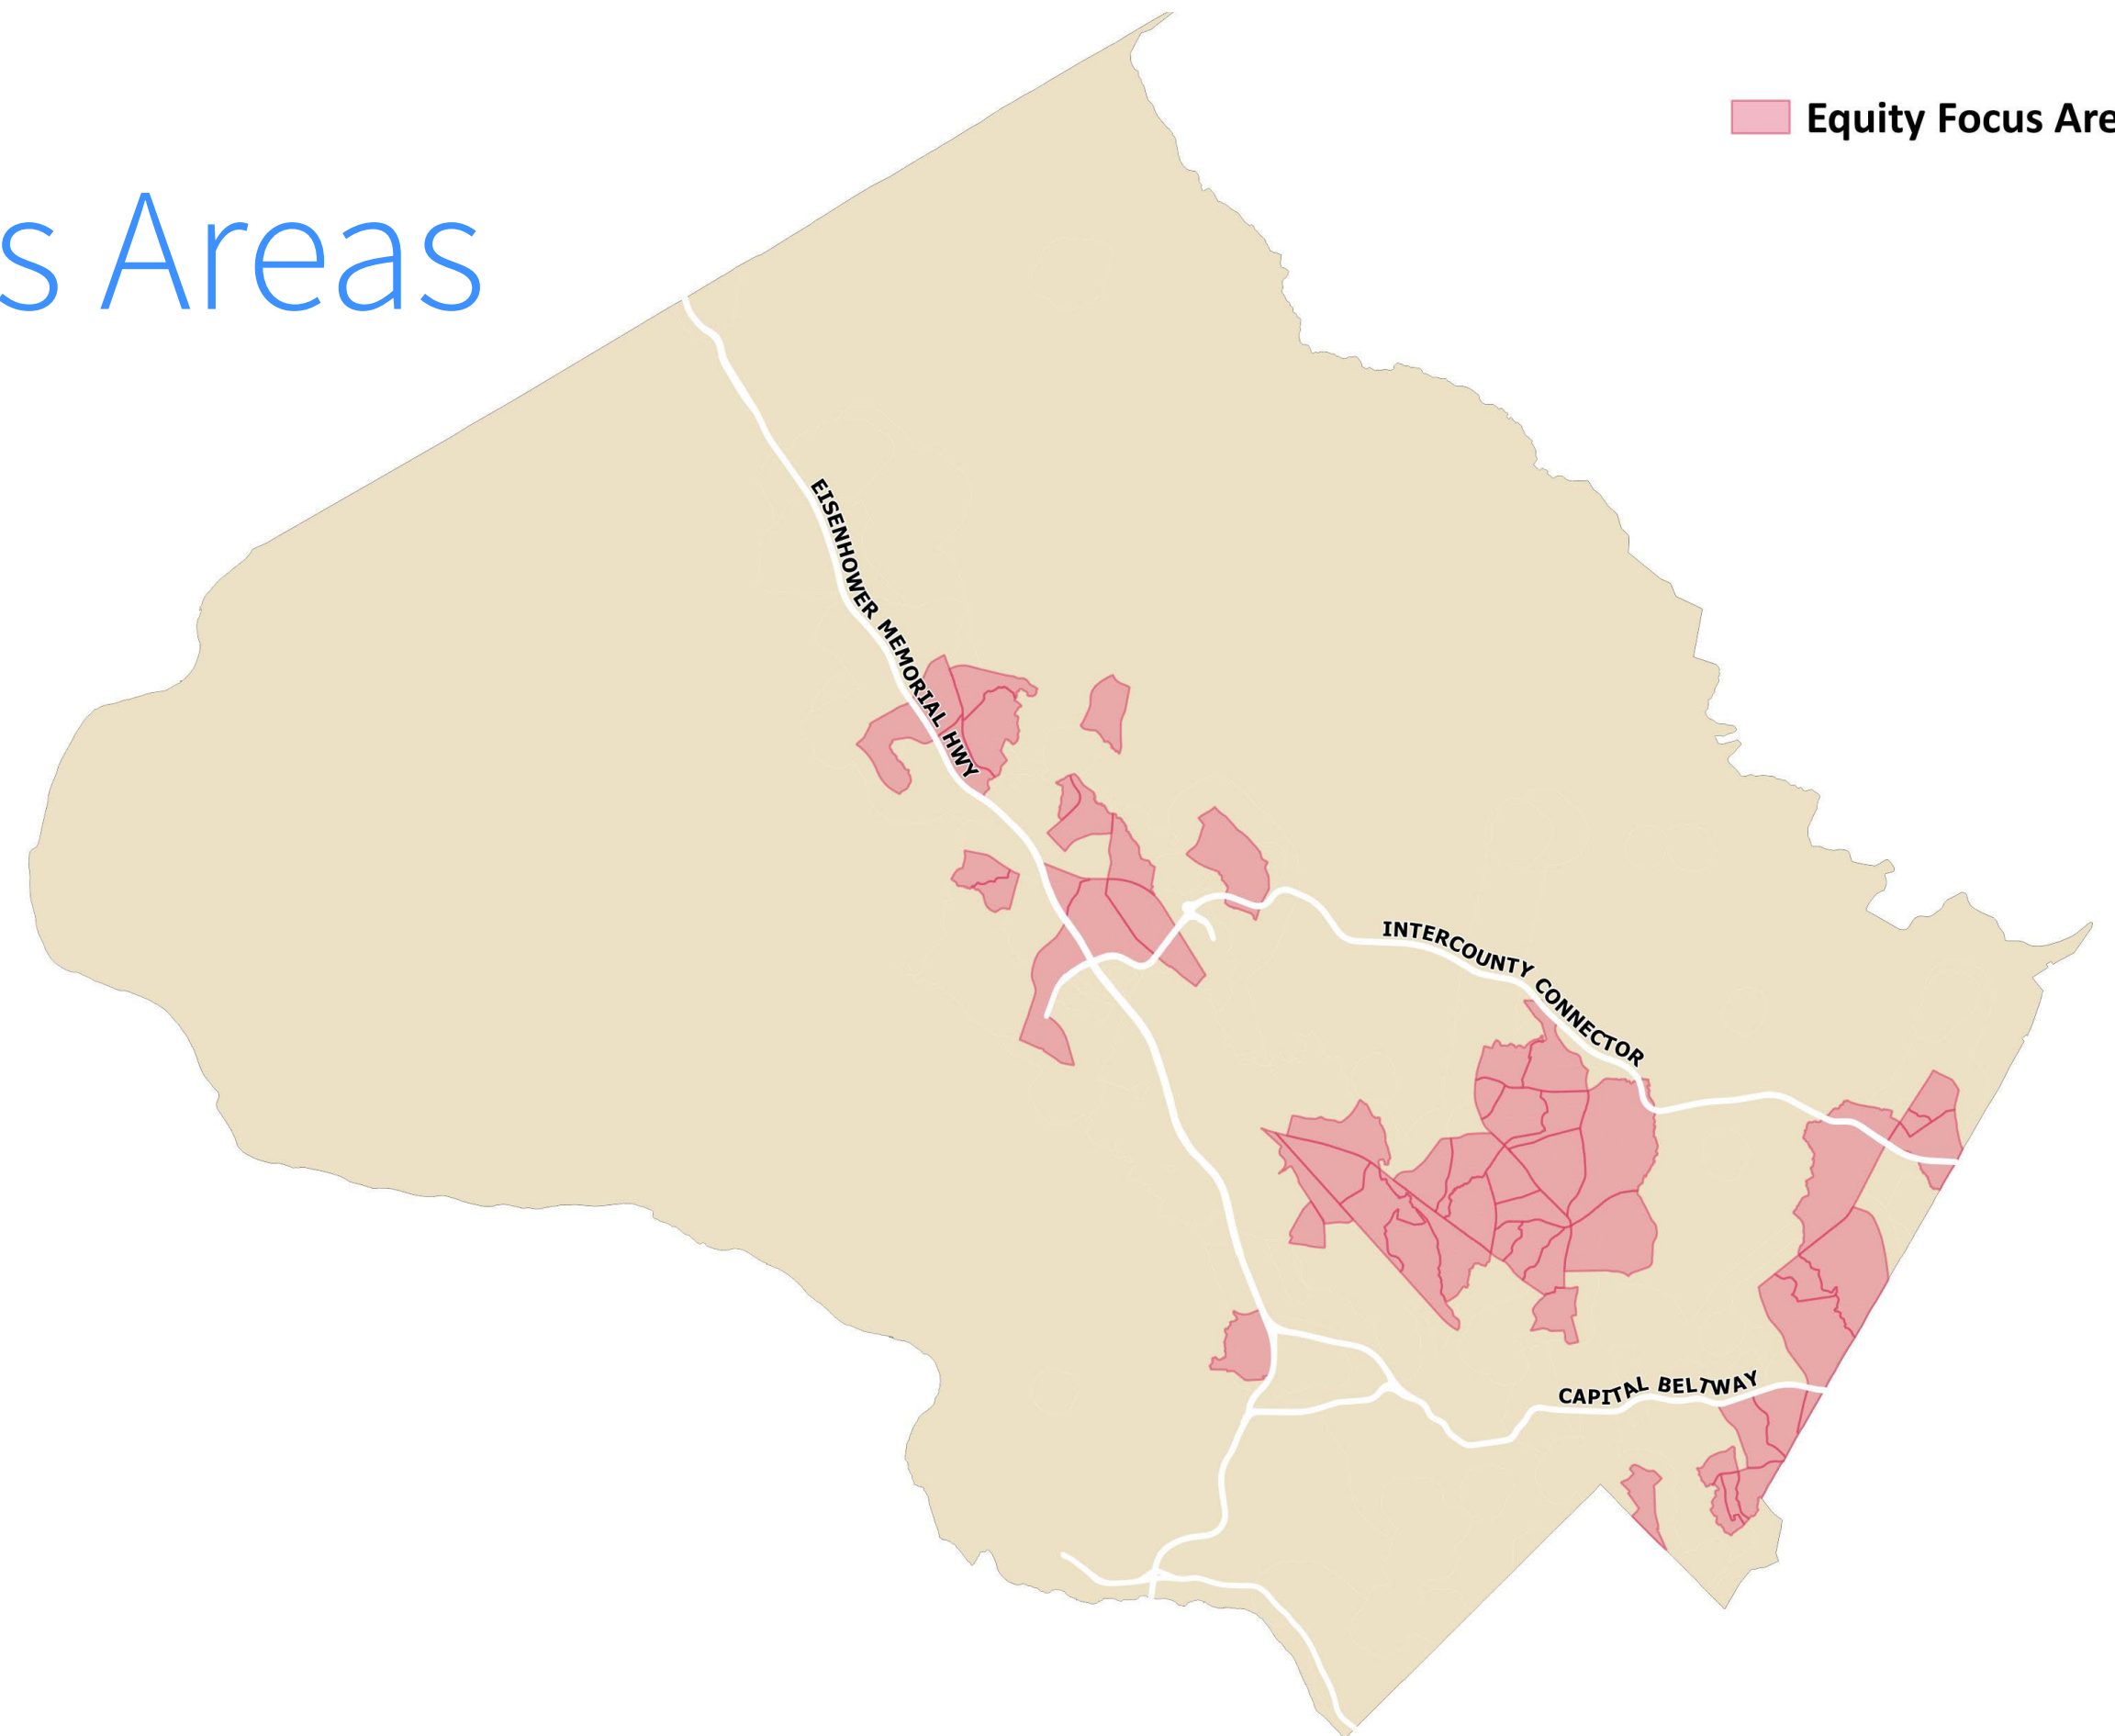 Equity Focus Are
s Areas
EISENHOWER MEMORIAL HWY
INTERCOUNTY CONNECTOR
CAPITAL BELTWAY